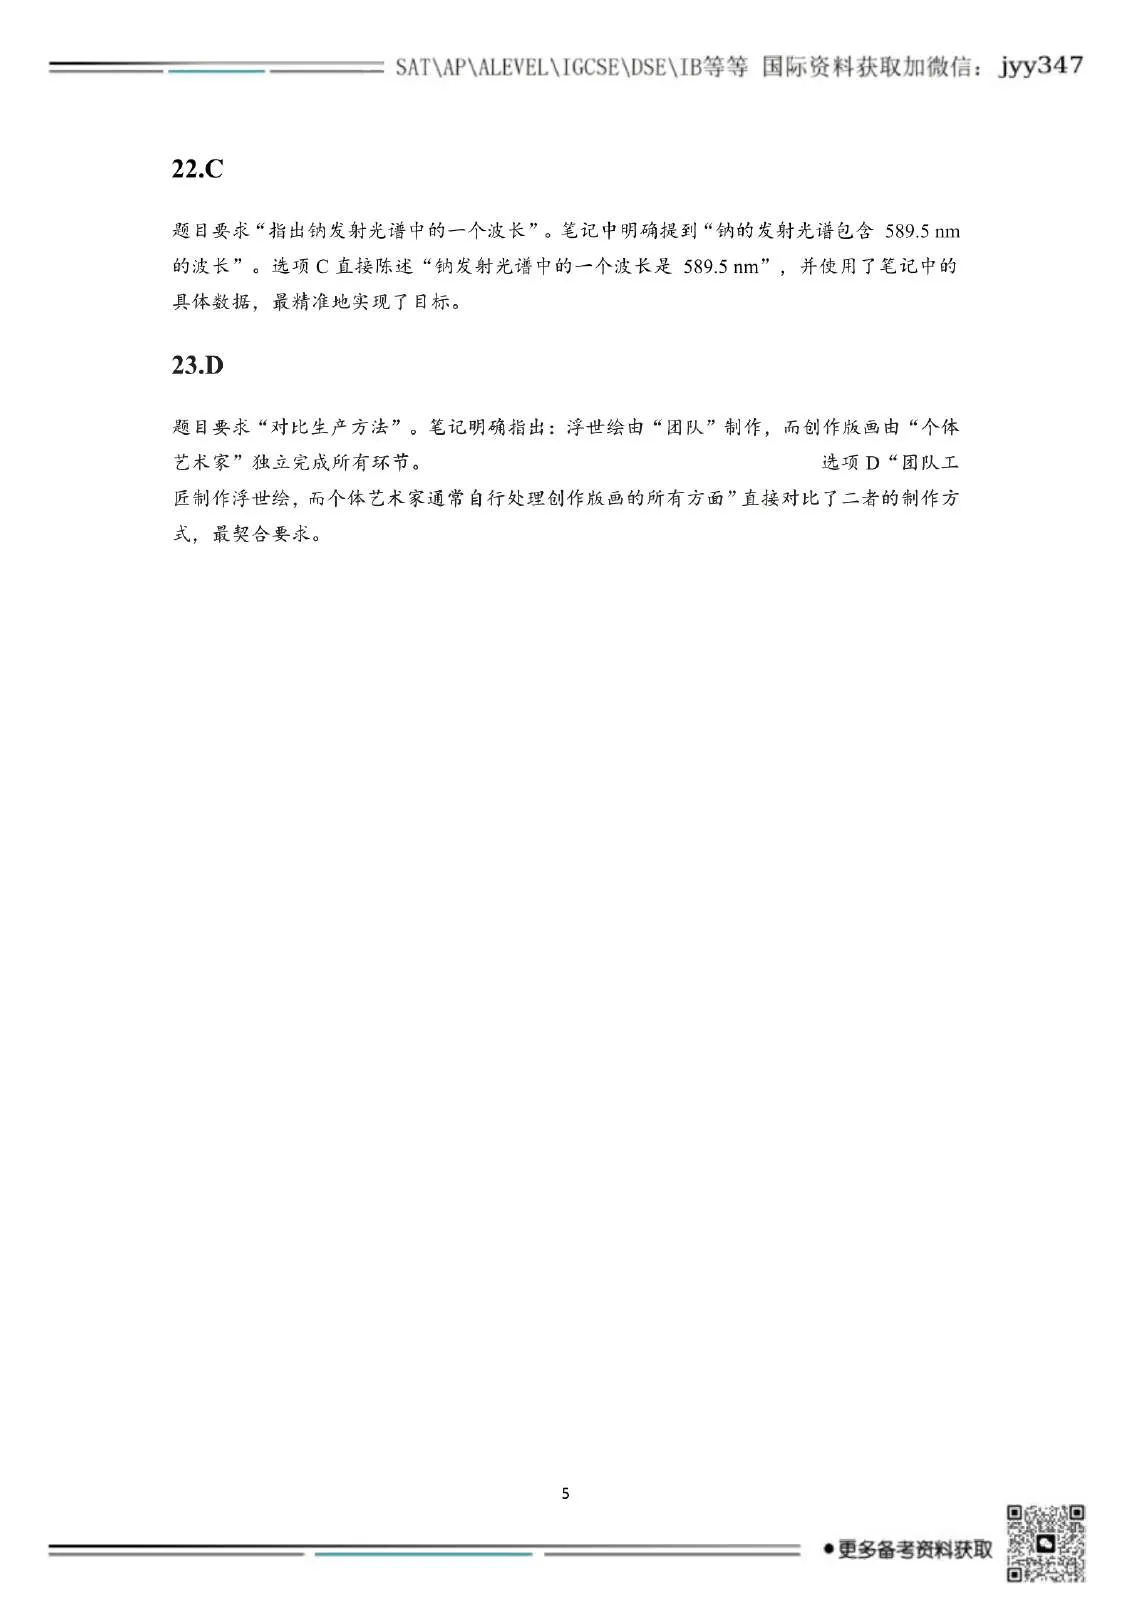 SAT\AP\ALEVEL\IGCSE\DSE\IB等等 国际资料获取加微信：jyy347
22.C
题目要求“指出钠发射光谱中的一个波长”。笔记中明确提到“钠的发射光谱包含 589.5 nm
的波长”。选项 C 直接陈述“钠发射光谱中的一个波长是 589.5 nm”，并使用了笔记中的
具体数据，最精准地实现了目标。
23.D
题目要求“对比生产方法”。笔记明确指出：浮世绘由“团队”制作，而创作版画由“个体
艺术家”独立完成所有环节。 选项 D“团队工
匠制作浮世绘，而个体艺术家通常自行处理创作版画的所有方面”直接对比了二者的制作方
式，最契合要求。
5
●更多备考资料获取